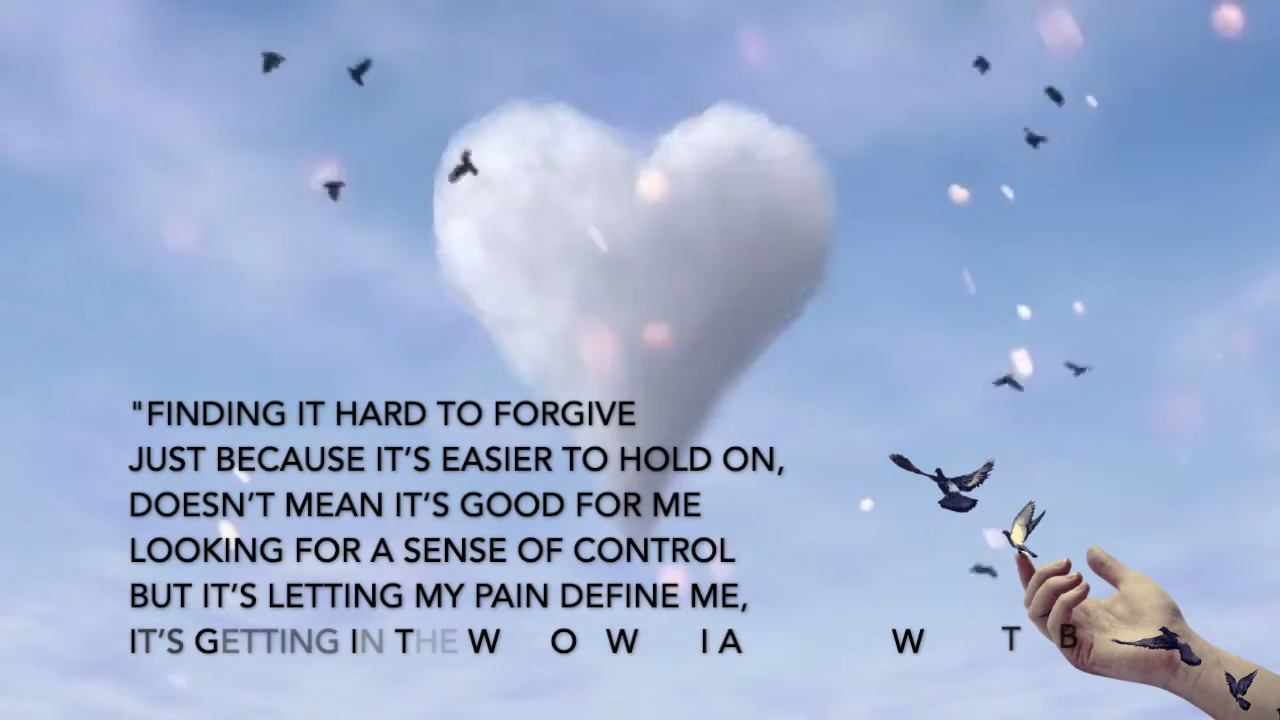 "FINDING IT HARD TO FORGIVE
JUST BECAUSE IT’S EASIER TO HOLD ON,
DOESN’T MEAN IT’S GOOD FOR ME
LOOKING FOR A SENSE OF CONTROL
BUT IT’S LETTING MY PAIN DEFINE ME,
IT’S GETTING IN THE W O W I A W T B